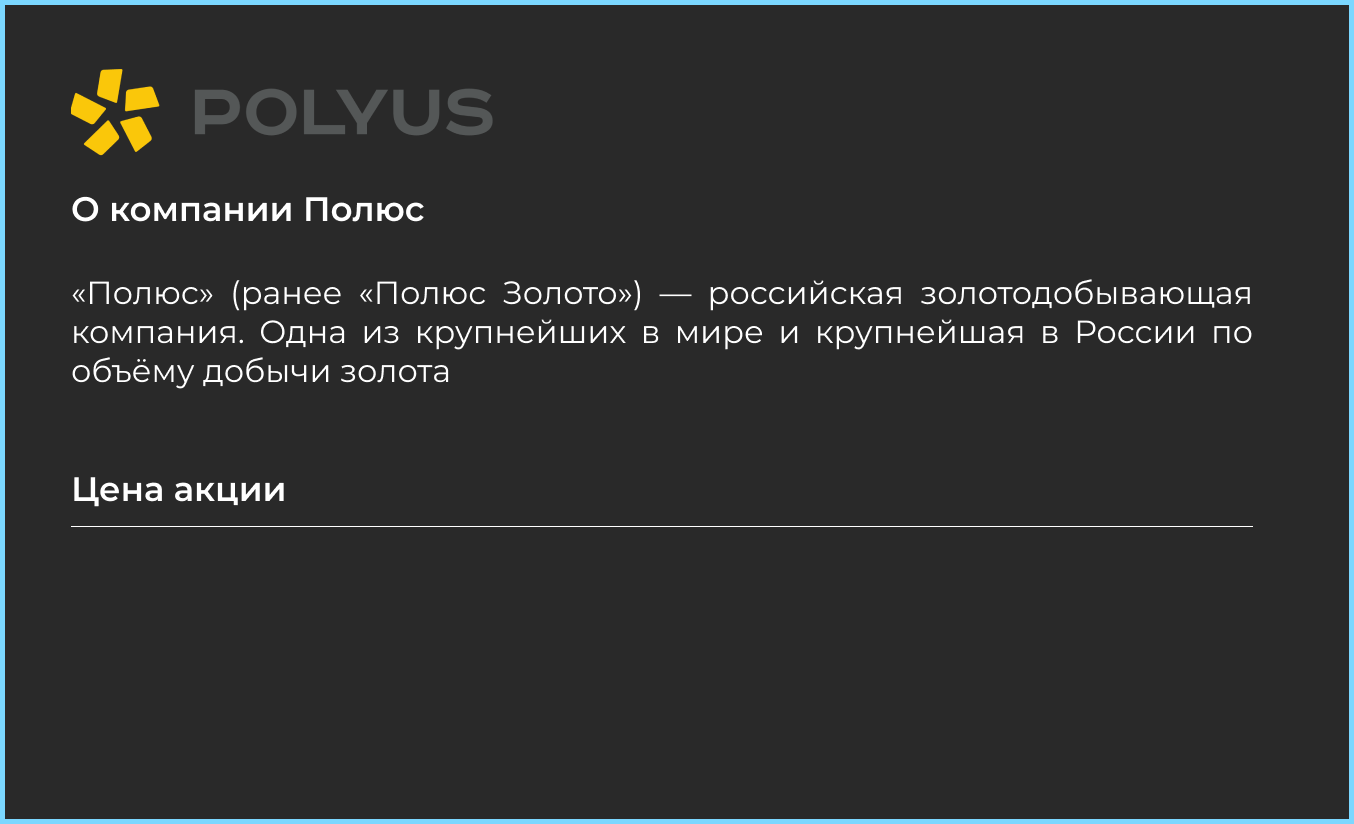 POLYUS
О компании Полюс
«Полюс» (ранее «Полюс Золото») — российская золотодобывающая
компания. Одна из крупнейших в мире и крупнейшая в России по
объёму добычи золота
Цена акции